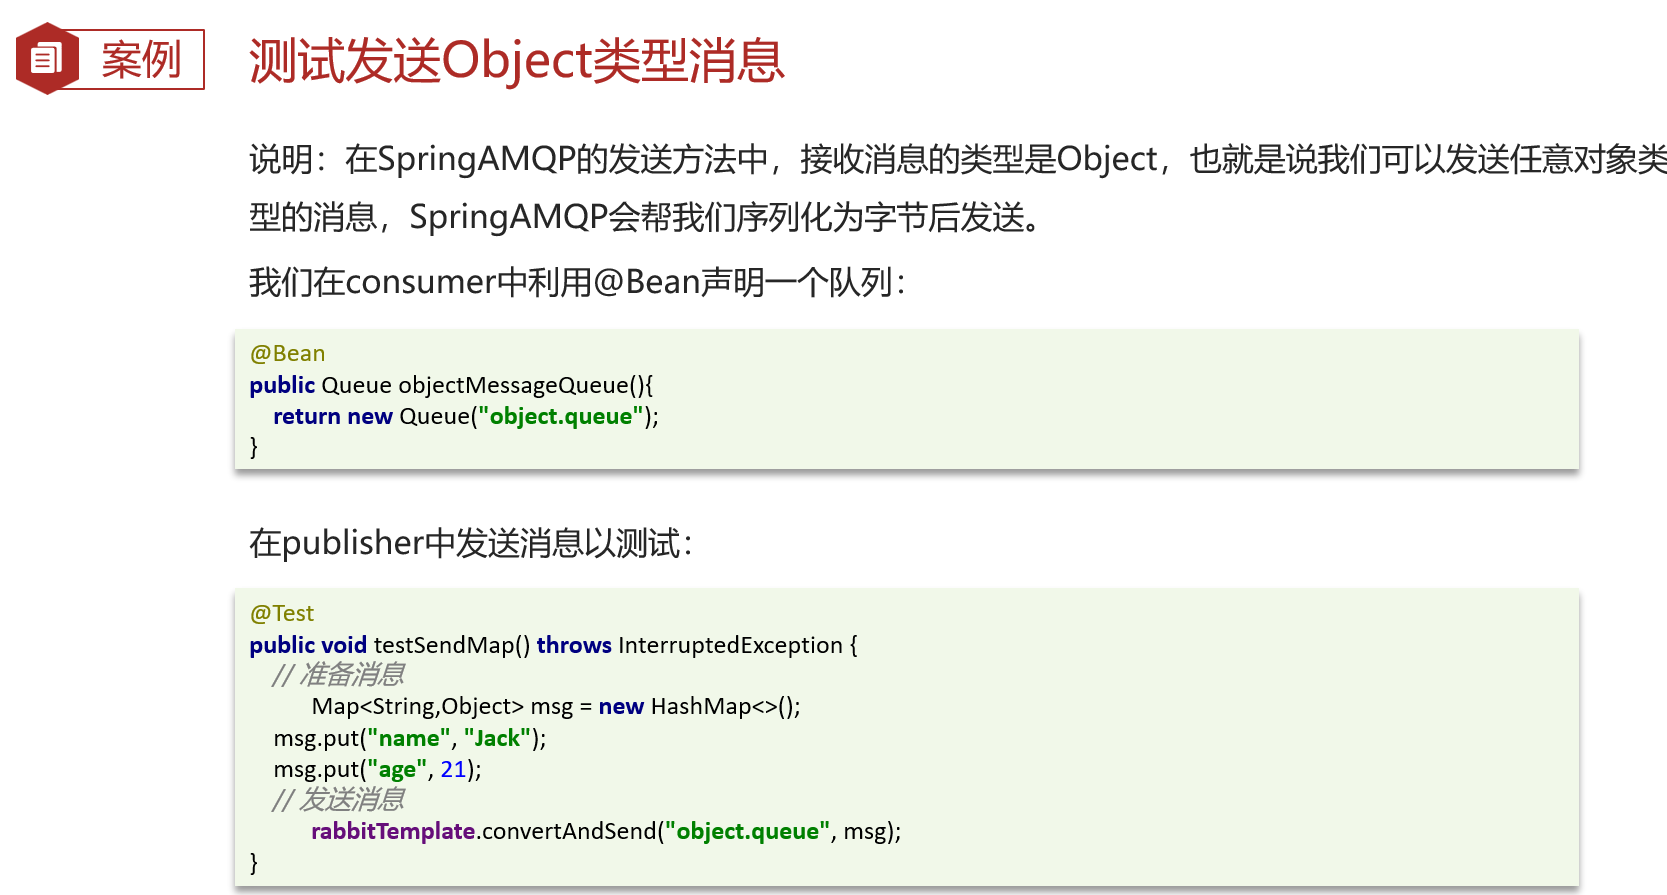 案例
测试发送Object类型消息
说明：在SpringAMQP的发送方法中，接收消息的类型是Object，也就是说我们可以发送任意对象类
型的消息，SpringAMQP会帮我们序列化为字节后发送。
我们在consumer中利用@Bean声明一个队列：
@Bean
public Queue objectMessageQueue(){
    return new Queue("object.queue");
}
在publisher中发送消息以测试：
@Test
public void testSendMap() throws InterruptedException {
    // 准备消息
        Map<String,Object> msg = new HashMap<>();
    msg.put("name", "Jack");
    msg.put("age", 21);
    // 发送消息
        rabbitTemplate.convertAndSend("object.queue", msg);
}